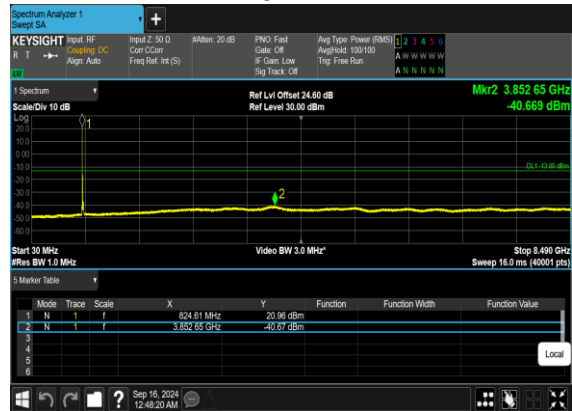 Spectrum Analyzer 1
Swept SA
+
KEYSIGHT Input: RF Input Z: 50 Ω #Atten: 20 dB PNO: Fast Avg Type: Power (RMS) 1 2 3 4 5 6
R T Coupling: DC Corr CCorr Gate: Off Avg|Hold: 100/100 A W W W W W
Align: Auto Freq Ref: Int (S) IF Gain: Low Trig: Free Run
Sig Track: Off A N N N N N
1 Spectrum Ref Lvl Offset 24.60 dB Mkr2 3.852 65 GHz
Scale/Div 10 dB Ref Level 30.00 dBm -40.669 dBm
Log
1
20.0
10.0
0.00
-10.0 DL1 -13.00 dBm
-20.0
-30.0
2
-40.0
-50.0
-60.0
Start 30 MHz Video BW 3.0 MHz* Stop 8.490 GHz
#Res BW 1.0 MHz Sweep 16.0 ms (40001 pts)
5 Marker Table
Mode Trace Scale X Y Function Function Width Function Value
1 N 1 f 824.61 MHz 20.96 dBm
2 N 1 f 3.852 65 GHz -40.67 dBm
3
4
5
6
Local
? Sep 16, 2024
12:48:20 AM